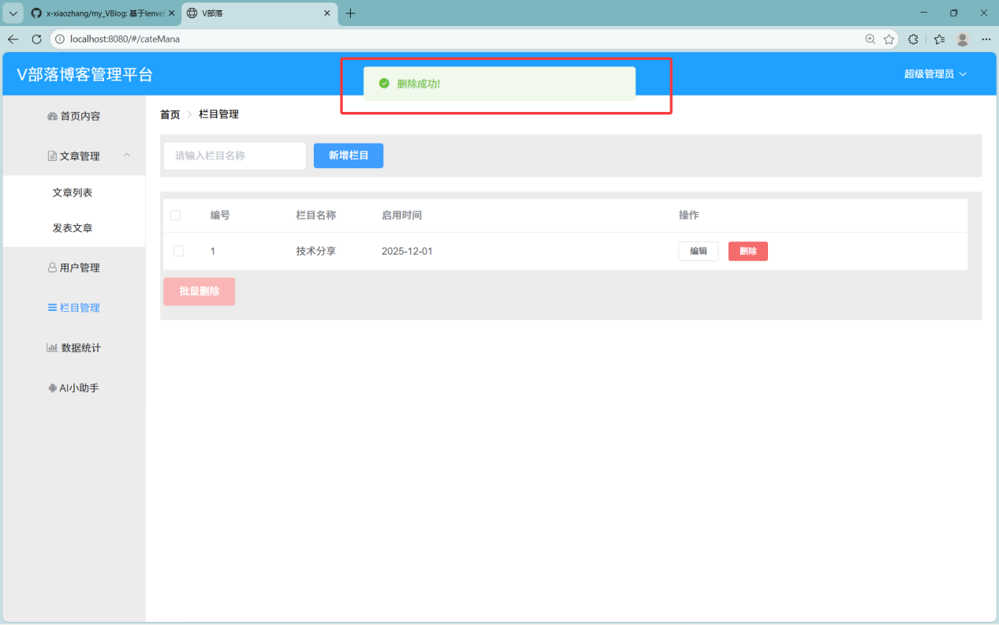 x-xiaozhang/my_VBlog: 基于lenve
V部落
localhost:8080/#/cateMana
V部落博客管理平台
删除成功!
超级管理员
首页内容
文章管理
文章列表
发表文章
用户管理
栏目管理
数据统计
AI小助手
首页 > 栏目管理
请输入栏目名称 新增栏目
编号 栏目名称 启用时间 操作
1 技术分享 2025-12-01 编辑 删除
批量删除